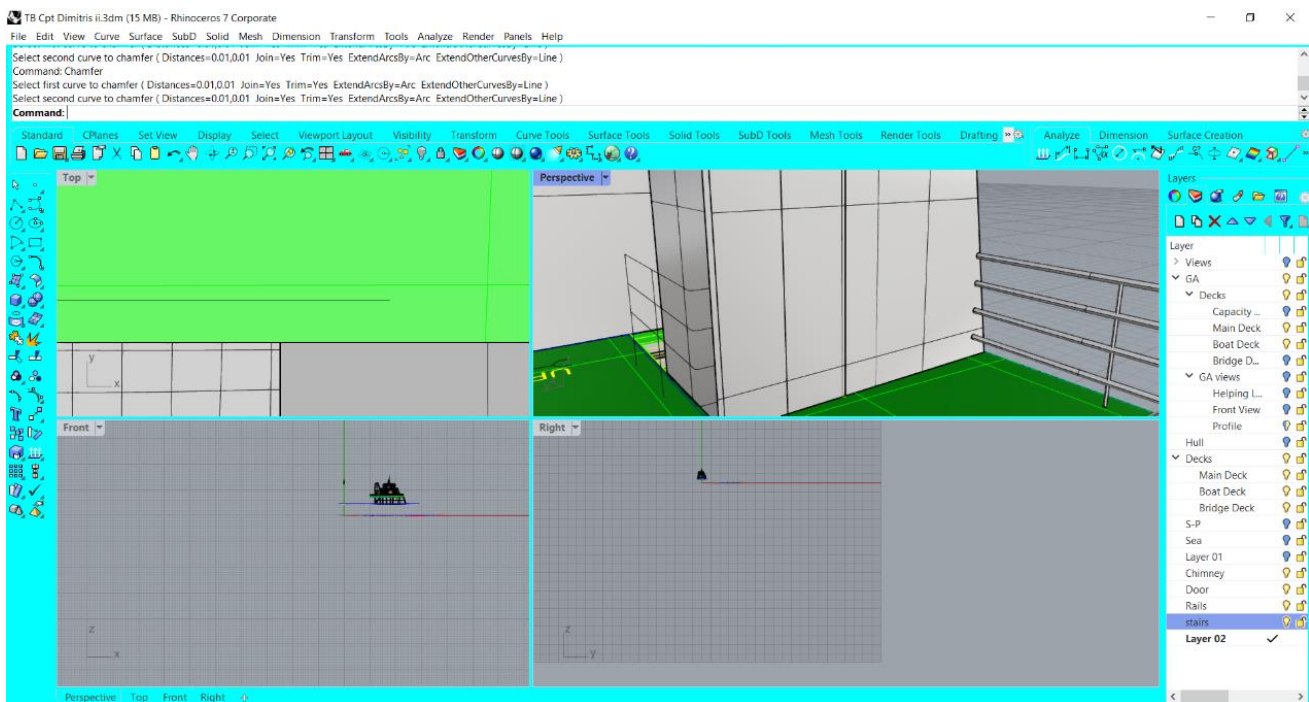 TB Cpt Dimitris ii.3dm (15 MB) - Rhinoceros 7 Corporate
File Edit View Curve Surface SubD Solid Mesh Dimension Transform Tools Analyze Render Panels Help
Select second curve to chamfer ( Distances=0.01,0.01 Join=Yes Trim=Yes ExtendArcsBy=Arc ExtendOtherCurvesBy=Line )
Command: Chamfer
Select first curve to chamfer ( Distances=0.01,0.01 Join=Yes Trim=Yes ExtendArcsBy=Arc ExtendOtherCurvesBy=Line )
Select second curve to chamfer ( Distances=0.01,0.01 Join=Yes Trim=Yes ExtendArcsBy=Arc ExtendOtherCurvesBy=Line )
Command:
Standard CPlanes Set View Display Select Viewport Layout Visibility Transform Curve Tools Surface Tools Solid Tools SubD Tools Mesh Tools Render Tools Drafting Analyze Dimension Surface Creation
Top
y
x
Perspective
UP
Front
z
x
Right
z
y
Layers
Layer
Views
GA
Decks
Capacity ...
Main Deck
Boat Deck
Bridge D...
GA views
Helping l...
Front View
Profile
Hull
Decks
Main Deck
Boat Deck
Bridge Deck
S-P
Sea
Layer 01
Chimney
Door
Rails
stairs
Layer 02
Perspective Top Front Right